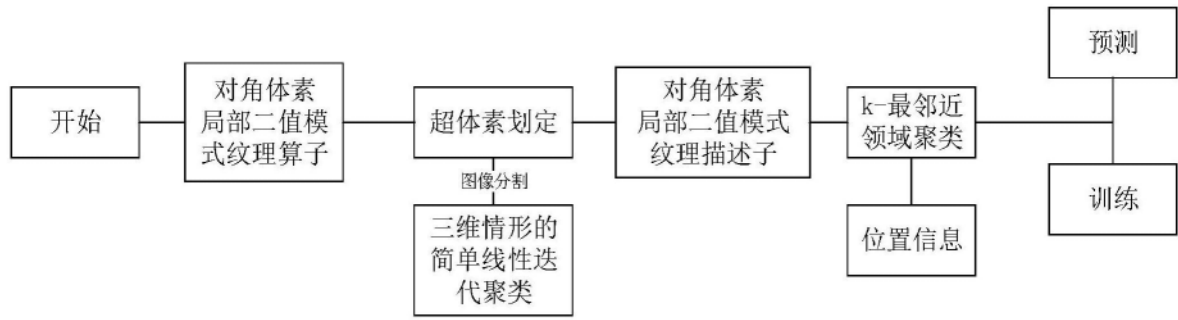 开始
对角体素
局部二值模
式纹理算子
超体素划定
图像分割
三维情形的
简单线性迭
代聚类
对角体素
局部二值模式
纹理描述子
k-最邻近
领域聚类
位置信息
预测
训练